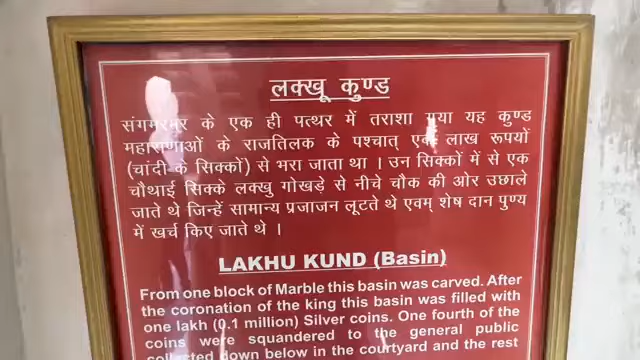 लक्खू कुण्ड
संगमरमर के एक ही पत्थर में तराशा गया यह कुण्ड
महाराणाओं के राजतिलक के पश्चात् एक लाख रूपयों
(चांदी के सिक्कों) से भरा जाता था । उन सिक्कों में से एक
चौथाई सिक्के लक्खु गोखड़े से नीचे चौक की ओर उछाले
जाते थे जिन्हें सामान्य प्रजाजन लूटते थे एवम् शेष दान पुण्य
में खर्च किए जाते थे ।
LAKHU KUND (Basin)
From one block of Marble this basin was carved. After
the coronation of the king this basin was filled with
one lakh (0.1 million) Silver coins. One fourth of the
coins were squandered to the general public
collected down below in the courtyard and the rest